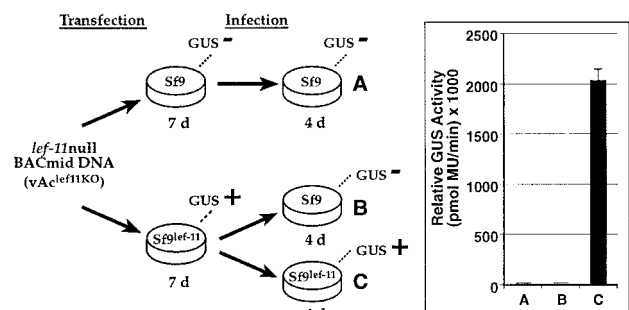 Transfection
Infection
GUS -
GUS -
Sf9
Sf9
A
7 d
4 d
lef-11null
BACmid DNA
(vAclef11KO)
GUS +
GUS -
Sf9
B
Sf9lef-11
4 d
7 d
GUS +
Sf9lef-11
C
Relative GUS Activity
(pmol MU/min) x 1000
2500
2000
1500
1000
500
0
A B C